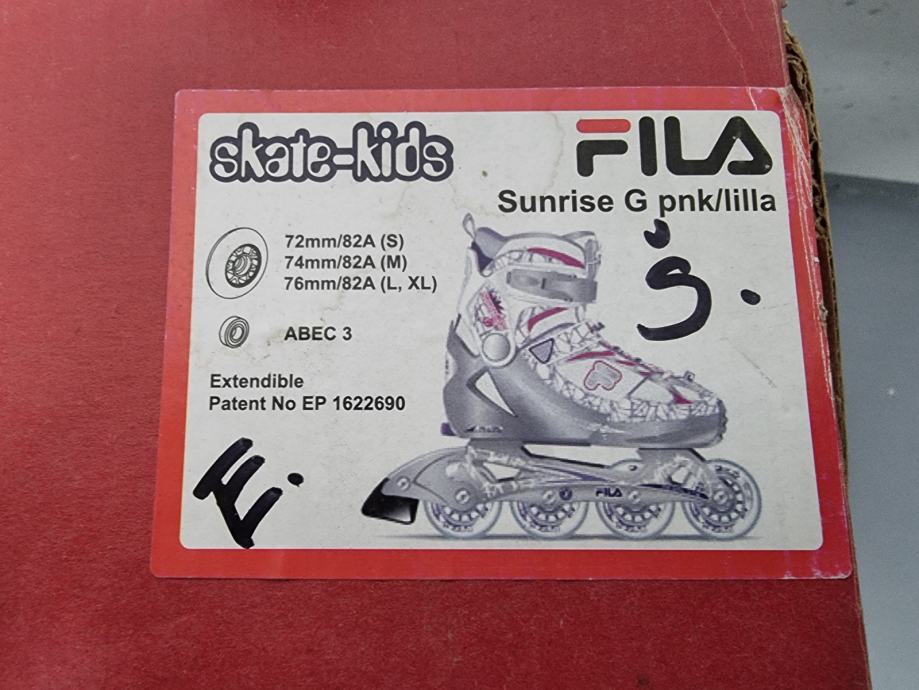 skate-kids
FILA
Sunrise G pnk/lilla
72mm/82A (S)
74mm/82A (M)
76mm/82A (L, XL)
ABEC 3
Extendible
Patent No EP 1622690
S.
E.
FILA